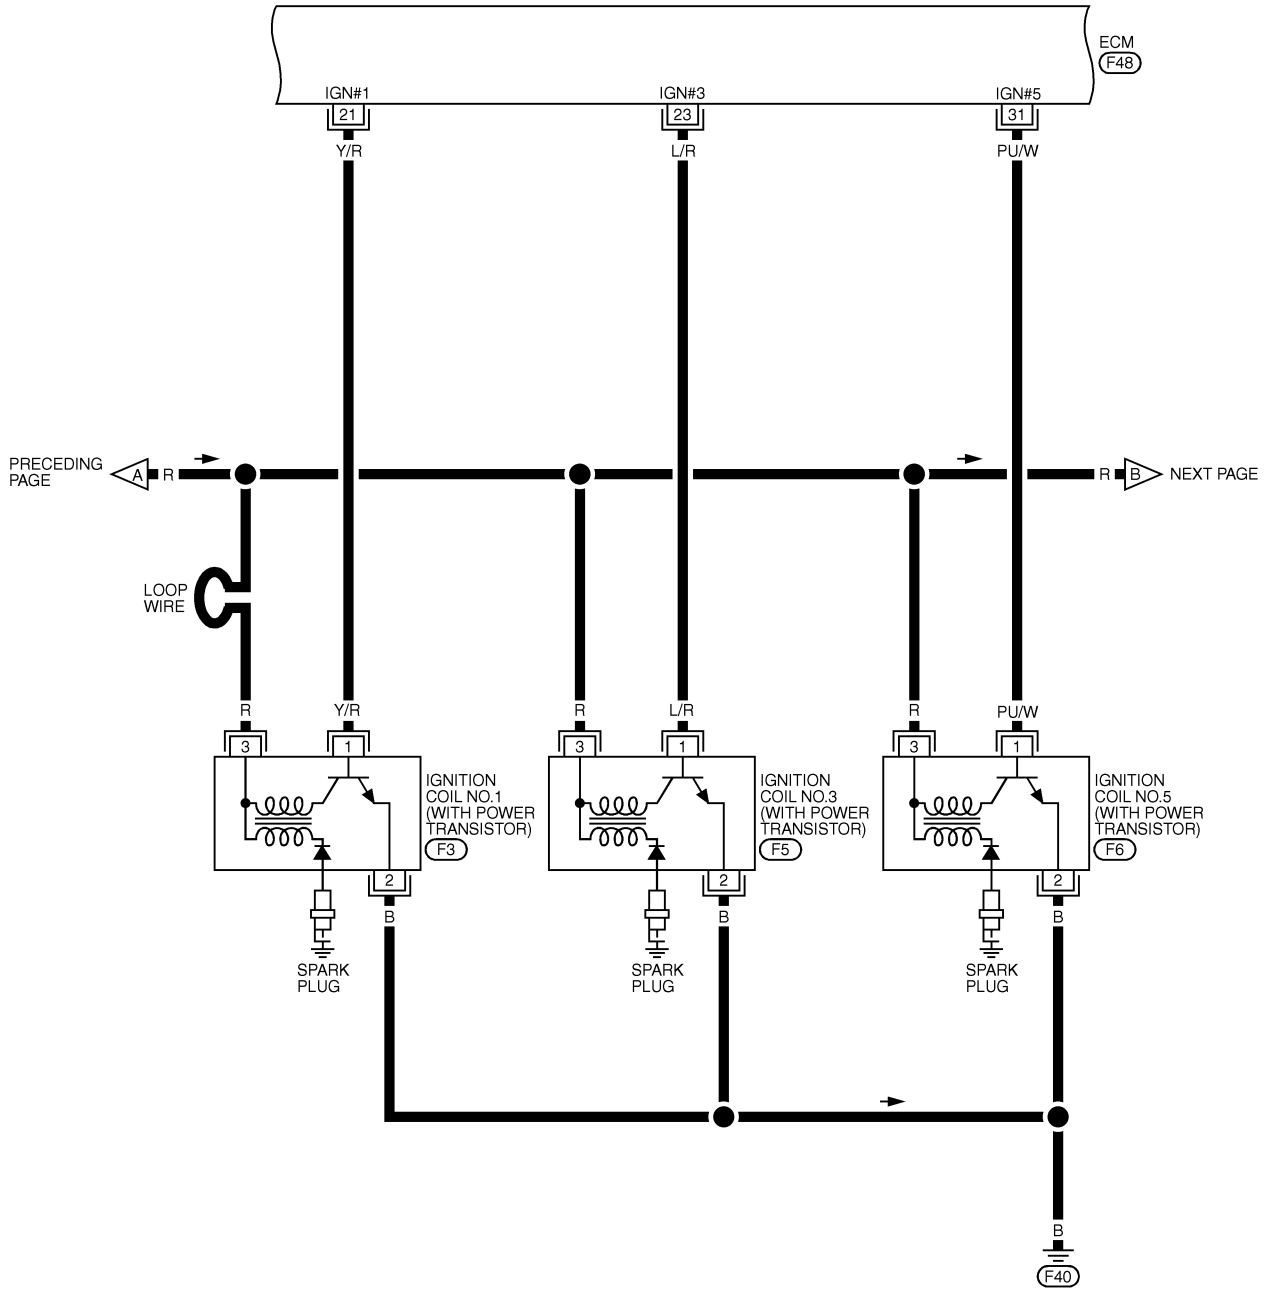 ECM
F48
IGN#1
IGN#3
IGN#5
21
23
31
Y/R
L/R
PU/W
PRECEDING
PAGE
A
R
R
B
NEXT PAGE
LOOP
WIRE
R
Y/R
R
L/R
R
PU/W
3
1
3
1
3
1
IGNITION
COIL NO.1
(WITH POWER
TRANSISTOR)
F3
IGNITION
COIL NO.3
(WITH POWER
TRANSISTOR)
F5
IGNITION
COIL NO.5
(WITH POWER
TRANSISTOR)
F6
2
2
2
B
B
B
SPARK
PLUG
SPARK
PLUG
SPARK
PLUG
B
F40